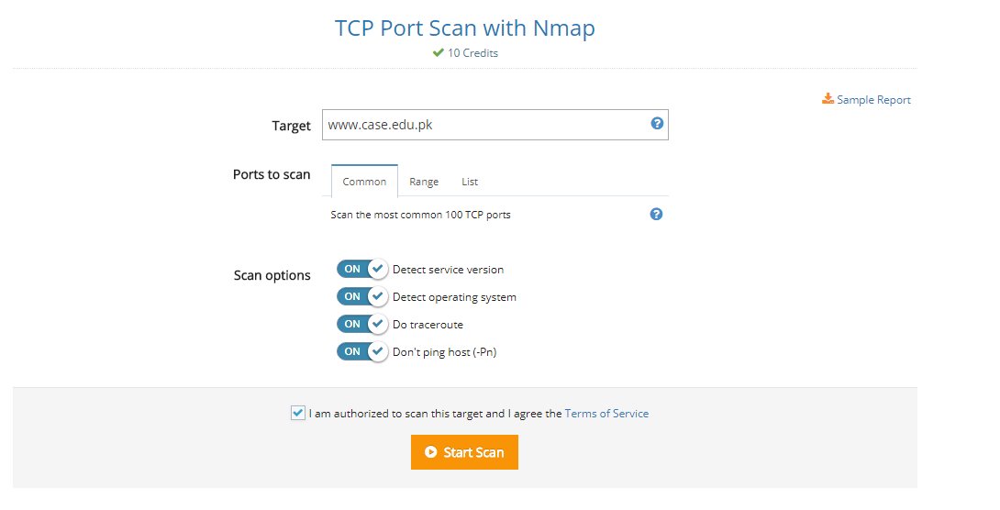 TCP Port Scan with Nmap
10 Credits
Sample Report
Target www.case.edu.pk ?
Ports to scan Common Range List
Scan the most common 100 TCP ports ?
Scan options ON Detect service version
ON Detect operating system
ON Do traceroute
ON Don't ping host (-Pn)
I am authorized to scan this target and I agree the Terms of Service
Start Scan